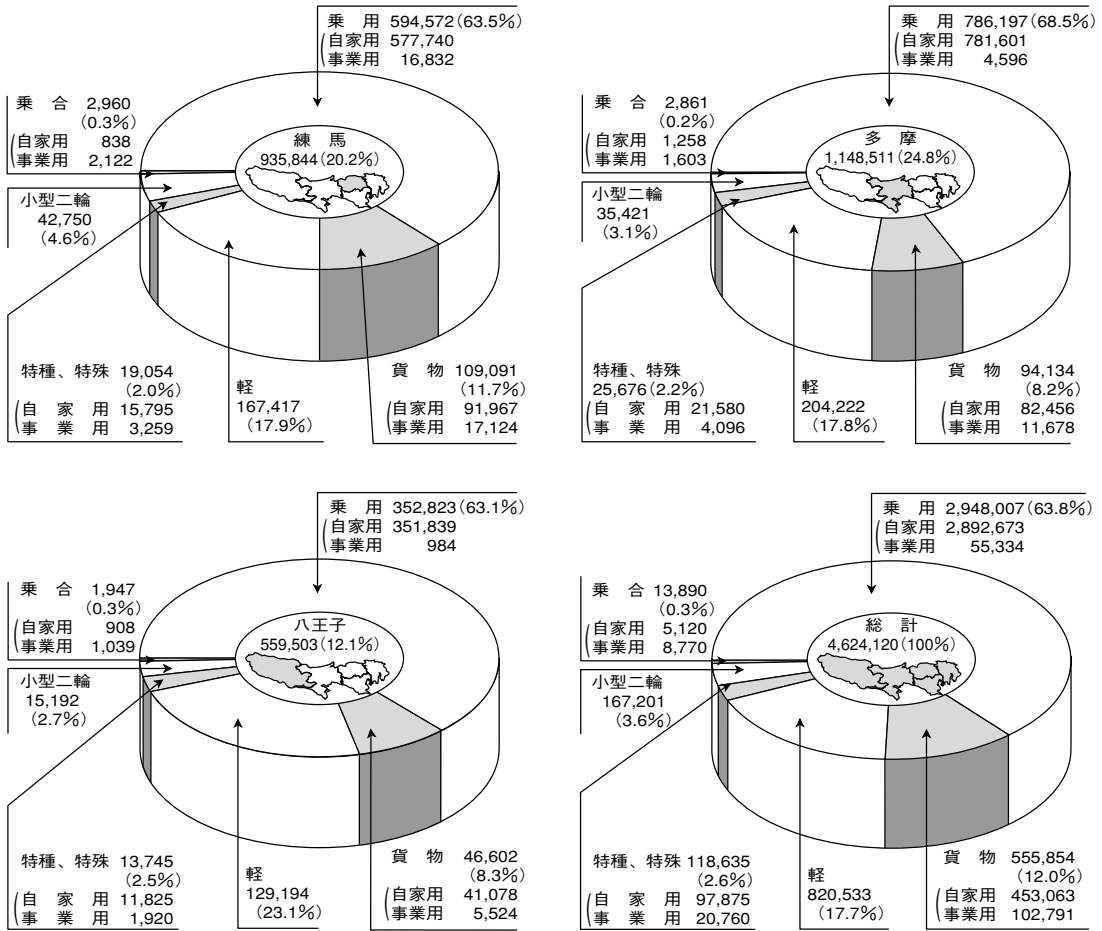 乗 用 594,572(63.5%)
(自家用 577,740
事業用 16,832
乗 合 2,960
(0.3%)
(自家用 838
事業用 2,122
練 馬
935,844(20.2%)
小型二輪
42,750
(4.6%)
特種、特殊 19,054
(2.0%)
(自 家 用 15,795
事 業 用 3,259
軽
167,417
(17.9%)
貨 物 109,091
(11.7%)
(自家用 91,967
事業用 17,124
乗 用 786,197(68.5%)
(自家用 781,601
事業用 4,596
乗 合 2,861
(0.2%)
(自家用 1,258
事業用 1,603
多 摩
1,148,511(24.8%)
小型二輪
35,421
(3.1%)
特種、特殊
25,676(2.2%)
(自 家 用 21,580
事 業 用 4,096
軽
204,222
(17.8%)
貨 物 94,134
(8.2%)
(自家用 82,456
事業用 11,678
乗 用 352,823(63.1%)
(自家用 351,839
事業用 984
乗 合 1,947
(0.3%)
(自家用 908
事業用 1,039
八王子
559,503(12.1%)
小型二輪
15,192
(2.7%)
特種、特殊 13,745
(2.5%)
(自 家 用 11,825
事 業 用 1,920
軽
129,194
(23.1%)
貨 物 46,602
(8.3%)
(自家用 41,078
事業用 5,524
乗 用 2,948,007(63.8%)
(自家用 2,892,673
事業用 55,334
乗 合 13,890
(0.3%)
(自家用 5,120
事業用 8,770
総 計
4,624,120(100%)
小型二輪
167,201
(3.6%)
特種、特殊 118,635
(2.6%)
(自 家 用 97,875
事 業 用 20,760
軽
820,533
(17.7%)
貨 物 555,854
(12.0%)
(自家用 453,063
事業用 102,791